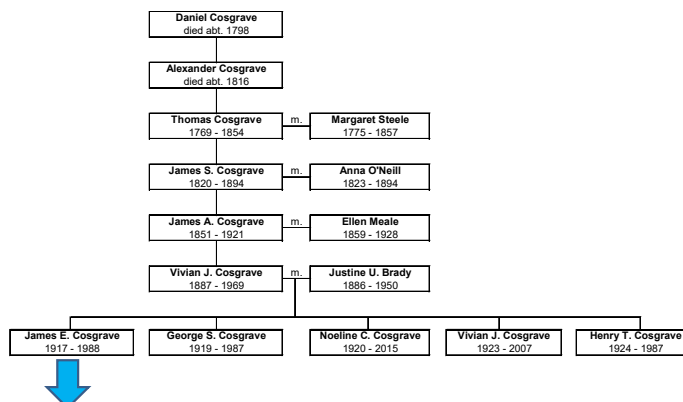 Daniel Cosgrave
died abt. 1798
Alexander Cosgrave
died abt. 1816
Thomas Cosgrave
1769 - 1854
m.
Margaret Steele
1775 - 1857
James S. Cosgrave
1820 - 1894
m.
Anna O'Neill
1823 - 1894
James A. Cosgrave
1851 - 1921
m.
Ellen Meale
1859 - 1928
Vivian J. Cosgrave
1887 - 1969
m.
Justine U. Brady
1886 - 1950
James E. Cosgrave
1917 - 1988
George S. Cosgrave
1919 - 1987
Noeline C. Cosgrave
1920 - 2015
Vivian J. Cosgrave
1923 - 2007
Henry T. Cosgrave
1924 - 1987